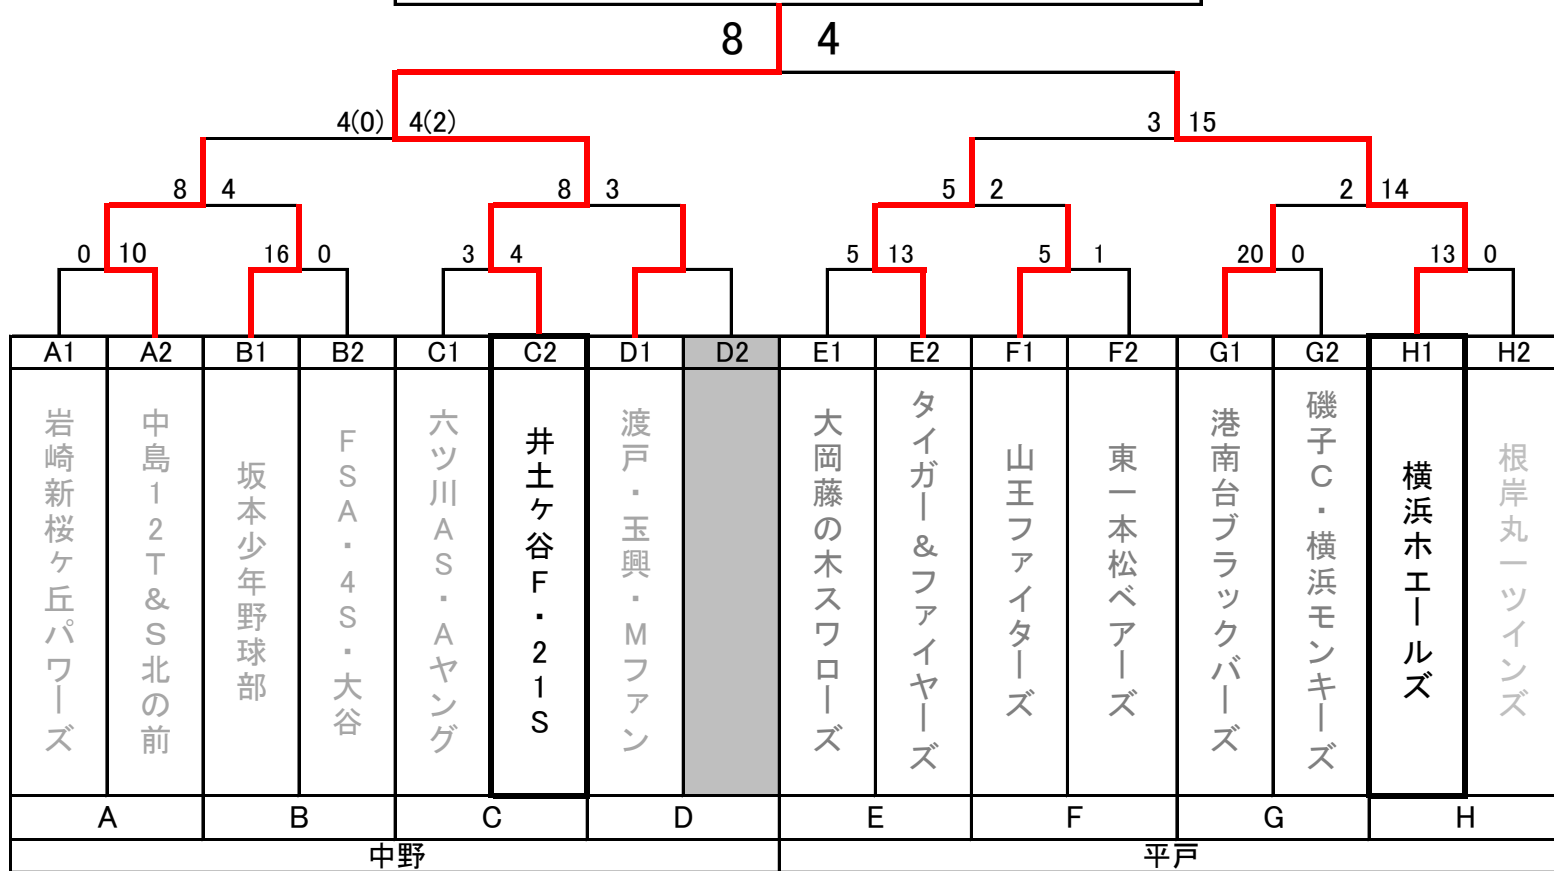 8 4
4(0) 4(2) 3 15
8 4 8 3 5 2 2 14
0 10 16 0 3 4 5 13 5 1 20 0 13 0
A1 A2 B1 B2 C1 C2 D1 D2 E1 E2 F1 F2 G1 G2 H1 H2
岩崎新桜ヶ丘パワーズ
中島12T&S北の前
坂本少年野球部
FSA・4S・大谷
六ツ川AS・Aヤング
井土ヶ谷F・21S
渡戸・玉興・Mファン
大岡藤の木スワローズ
タイガー&ファイヤーズ
山王ファイターズ
東一本松ベアーズ
港南台ブラックバーズ
磯子C・横浜モンキーズ
横浜ホエールズ
根岸丸一ツインズ
A B C D E F G H
中野 平戸